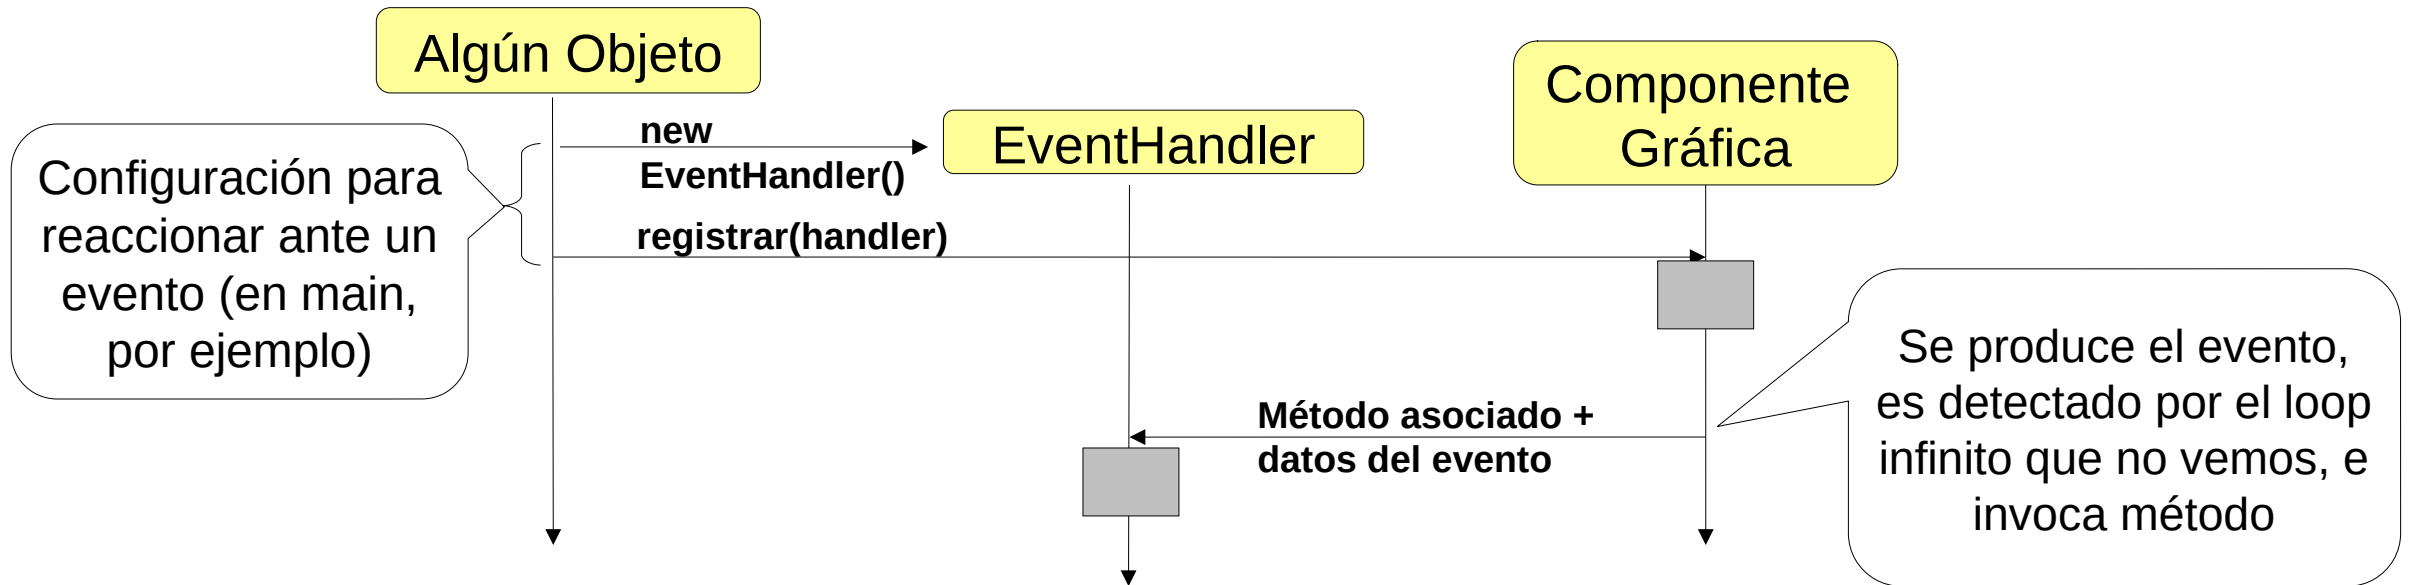 Algún Objeto
Componente
Gráfica
new
EventHandler()
EventHandler
Configuración para
reaccionar ante un
evento (en main,
por ejemplo)
registrar(handler)
Se produce el evento,
es detectado por el loop
infinito que no vemos, e
invoca método
Método asociado +
datos del evento